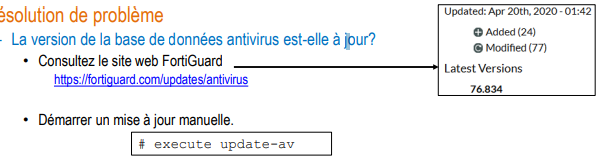 ésolution de problème
- La version de la base de données antivirus est-elle à jour?
• Consultez le site web FortiGuard
https://fortiguard.com/updates/antivirus
• Démarrer un mise à jour manuelle.
# execute update-av
Updated: Apr 20th, 2020 - 01:42
Added (24)
Modified (77)
Latest Versions
76.834